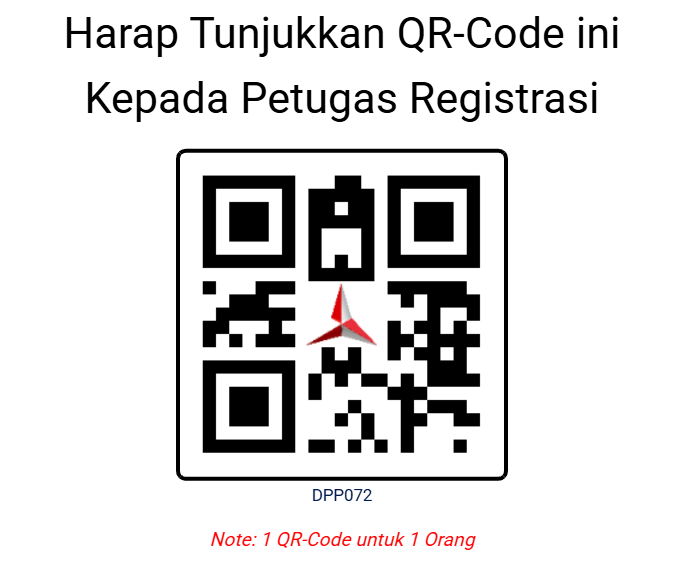 Harap Tunjukkan QR-Code ini
Kepada Petugas Registrasi
DPP072
Note: 1 QR-Code untuk 1 Orang